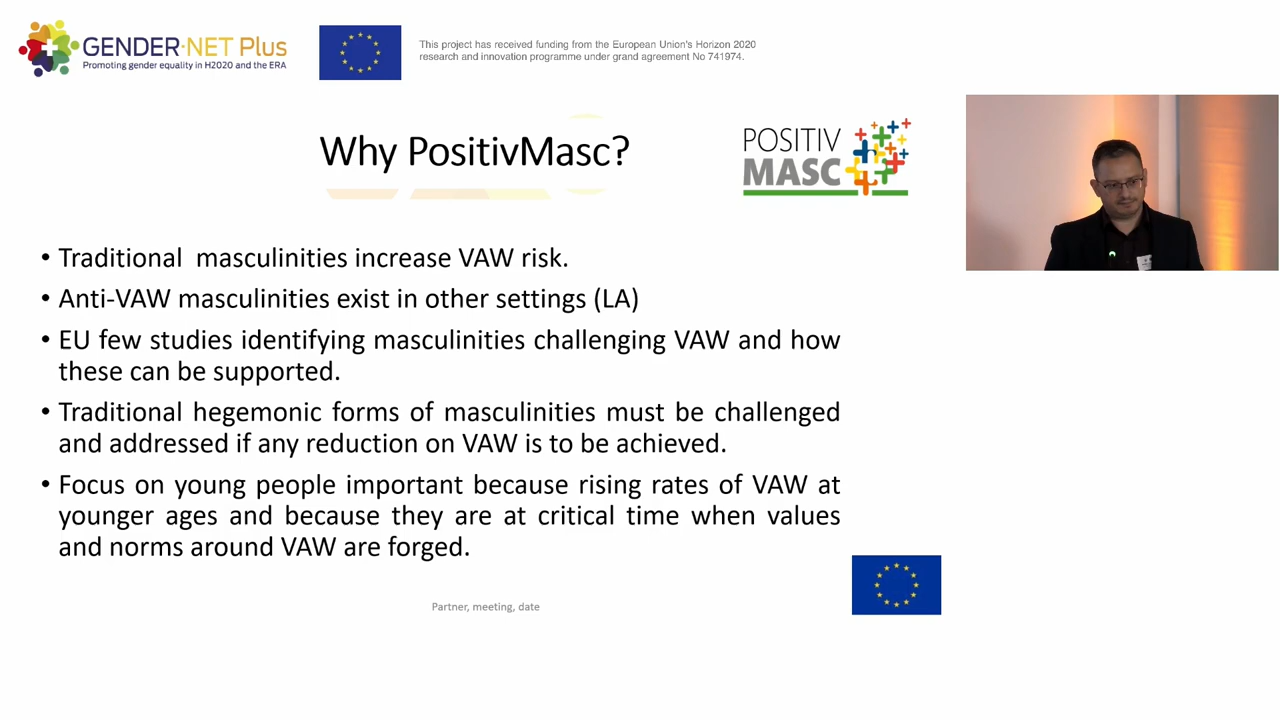 GENDER·NET Plus
Promoting gender equality in H2020 and the ERA
This project has received funding from the European Union's Horizon 2020
research and innovation programme under grand agreement No 741974.
Why PositivMasc?
POSITIV
MASC
• Traditional masculinities increase VAW risk.
• Anti-VAW masculinities exist in other settings (LA)
• EU few studies identifying masculinities challenging VAW and how
these can be supported.
• Traditional hegemonic forms of masculinities must be challenged
and addressed if any reduction on VAW is to be achieved.
• Focus on young people important because rising rates of VAW at
younger ages and because they are at critical time when values
and norms around VAW are forged.
Partner, meeting, date